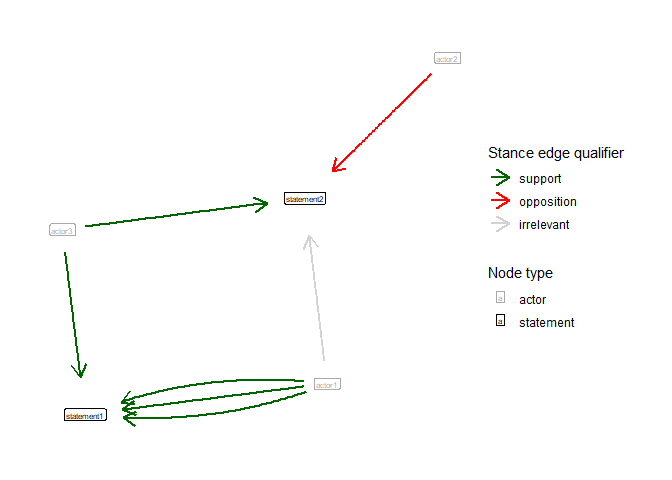 actor2
Stance edge qualifier
support
statement2
opposition
irrelevant
actor3
Node type
a actor
a statement
actor1
statement1